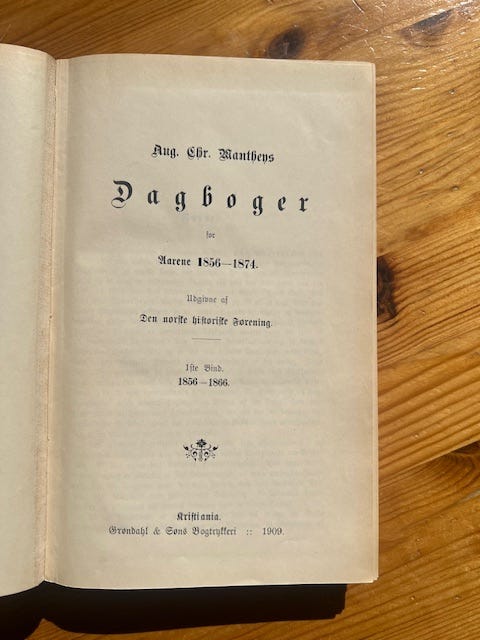 Aug. Chr. Mantheys
Dagbøger
for
Aarene 1856—1874.
Udgivne af
Den norske historiske Forening.
1ste Bind.
1856—1866.
Kristiania.
Grøndahl & Søns Bogtrykkeri :: 1909.